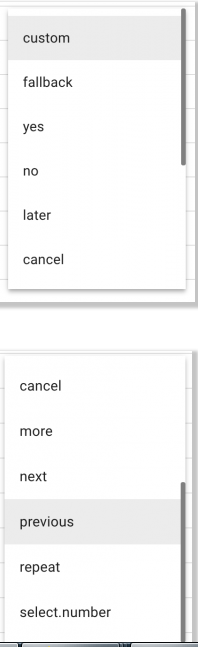 custom
fallback
yes
no
later
cancel
cancel
more
next
previous
repeat
select.number